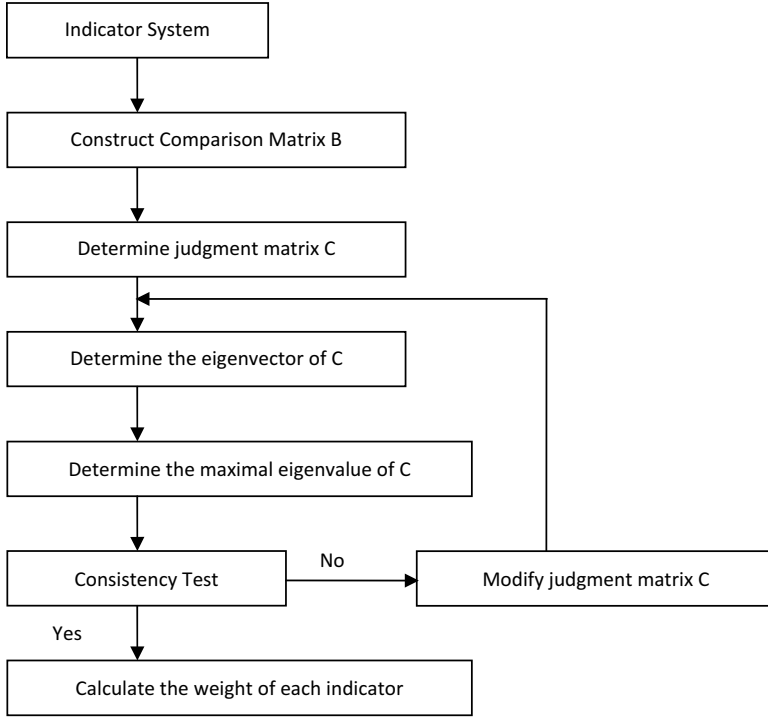 Indicator System
Construct Comparison Matrix B
Determine judgment matrix C
Determine the eigenvector of C
Determine the maximal eigenvalue of C
Consistency Test
No
Modify judgment matrix C
Yes
Calculate the weight of each indicator